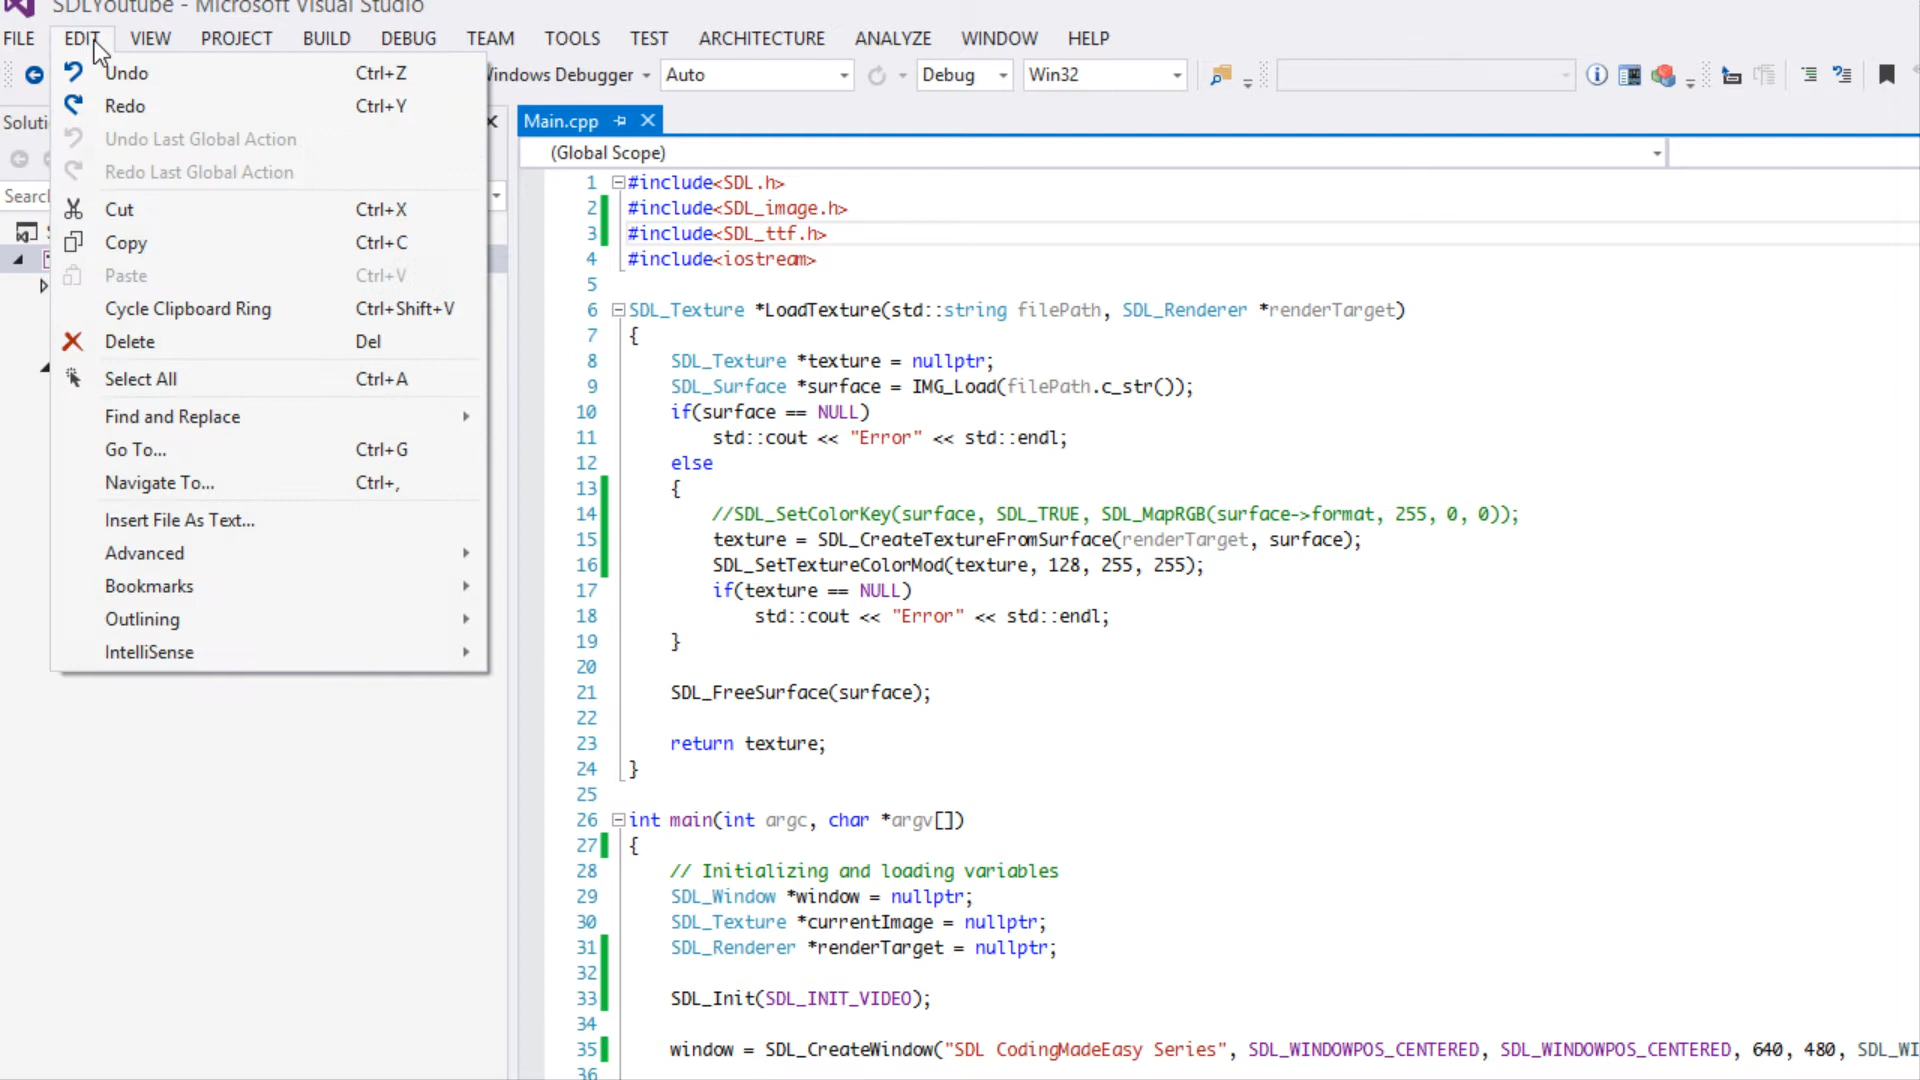 SDLYoutube - Microsoft Visual Studio
FILE EDIT VIEW PROJECT BUILD DEBUG TEAM TOOLS TEST ARCHITECTURE ANALYZE WINDOW HELP
Windows Debugger Auto Debug Win32
Undo Ctrl+Z
Redo Ctrl+Y
Undo Last Global Action
Redo Last Global Action
Cut Ctrl+X
Copy Ctrl+C
Paste Ctrl+V
Cycle Clipboard Ring Ctrl+Shift+V
Delete Del
Select All Ctrl+A
Find and Replace
Go To... Ctrl+G
Navigate To... Ctrl+,
Insert File As Text...
Advanced
Bookmarks
Outlining
IntelliSense
Soluti
Searc
Main.cpp
(Global Scope)
1 #include<SDL.h>
2 #include<SDL_image.h>
3 #include<SDL_ttf.h>
4 #include<iostream>
5
6 SDL_Texture *LoadTexture(std::string filePath, SDL_Renderer *renderTarget)
7 {
8 SDL_Texture *texture = nullptr;
9 SDL_Surface *surface = IMG_Load(filePath.c_str());
10 if(surface == NULL)
11 std::cout << "Error" << std::endl;
12 else
13 {
14 //SDL_SetColorKey(surface, SDL_TRUE, SDL_MapRGB(surface->format, 255, 0, 0));
15 texture = SDL_CreateTextureFromSurface(renderTarget, surface);
16 SDL_SetTextureColorMod(texture, 128, 255, 255);
17 if(texture == NULL)
18 std::cout << "Error" << std::endl;
19 }
20
21 SDL_FreeSurface(surface);
22
23 return texture;
24 }
25
26 int main(int argc, char *argv[])
27 {
28 // Initializing and loading variables
29 SDL_Window *window = nullptr;
30 SDL_Texture *currentImage = nullptr;
31 SDL_Renderer *renderTarget = nullptr;
32
33 SDL_Init(SDL_INIT_VIDEO);
34
35 window = SDL_CreateWindow("SDL CodingMadeEasy Series", SDL_WINDOWPOS_CENTERED, SDL_WINDOWPOS_CENTERED, 640, 480, SDL_WI
36